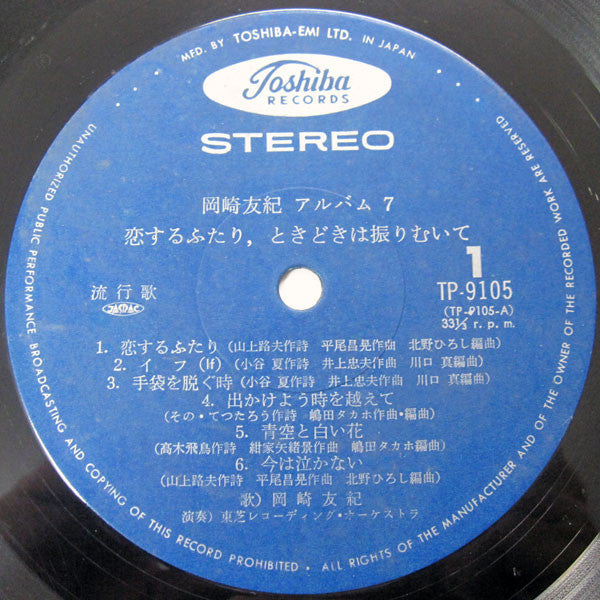 MFD. BY TOSHIBA-EMI LTD. IN JAPAN
Toshiba
RECORDS
STEREO
岡崎友紀 アルバム 7
恋するふたり, ときどきは振りむいて
1
流行歌
JASRAC
TP-9105
(TP-9105-A)
33⅓ r. p. m.
1. 恋するふたり (山上路夫作詩 平尾昌晃作曲 北野ひろし編曲)
2. イ フ (If) (小谷 夏作詩 井上忠夫作曲 川口 真編曲)
3. 手袋を脱ぐ時 (小谷 夏作詩 井上忠夫作曲 川口 真編曲)
4. 出かけよう時を越えて
(その・てつたろう作詩 嶋田タカホ作曲・編曲)
5. 青空と白い花
(高木飛鳥作詩 紺家矢緒景作曲 嶋田タカホ編曲)
6. 今は泣かない
(山上路夫作詩 平尾昌晃作曲 北野ひろし編曲)
歌) 岡崎友紀
演奏) 東芝レコーディング・オーケストラ
UNAUTHORIZED PUBLIC PERFORMANCE BROADCASTING AND COPYING OF THIS RECORD PROHIBITED • ALL RIGHTS OF THE MANUFACTURER AND OF THE OWNER OF THE RECORDED WORK ARE RESERVED